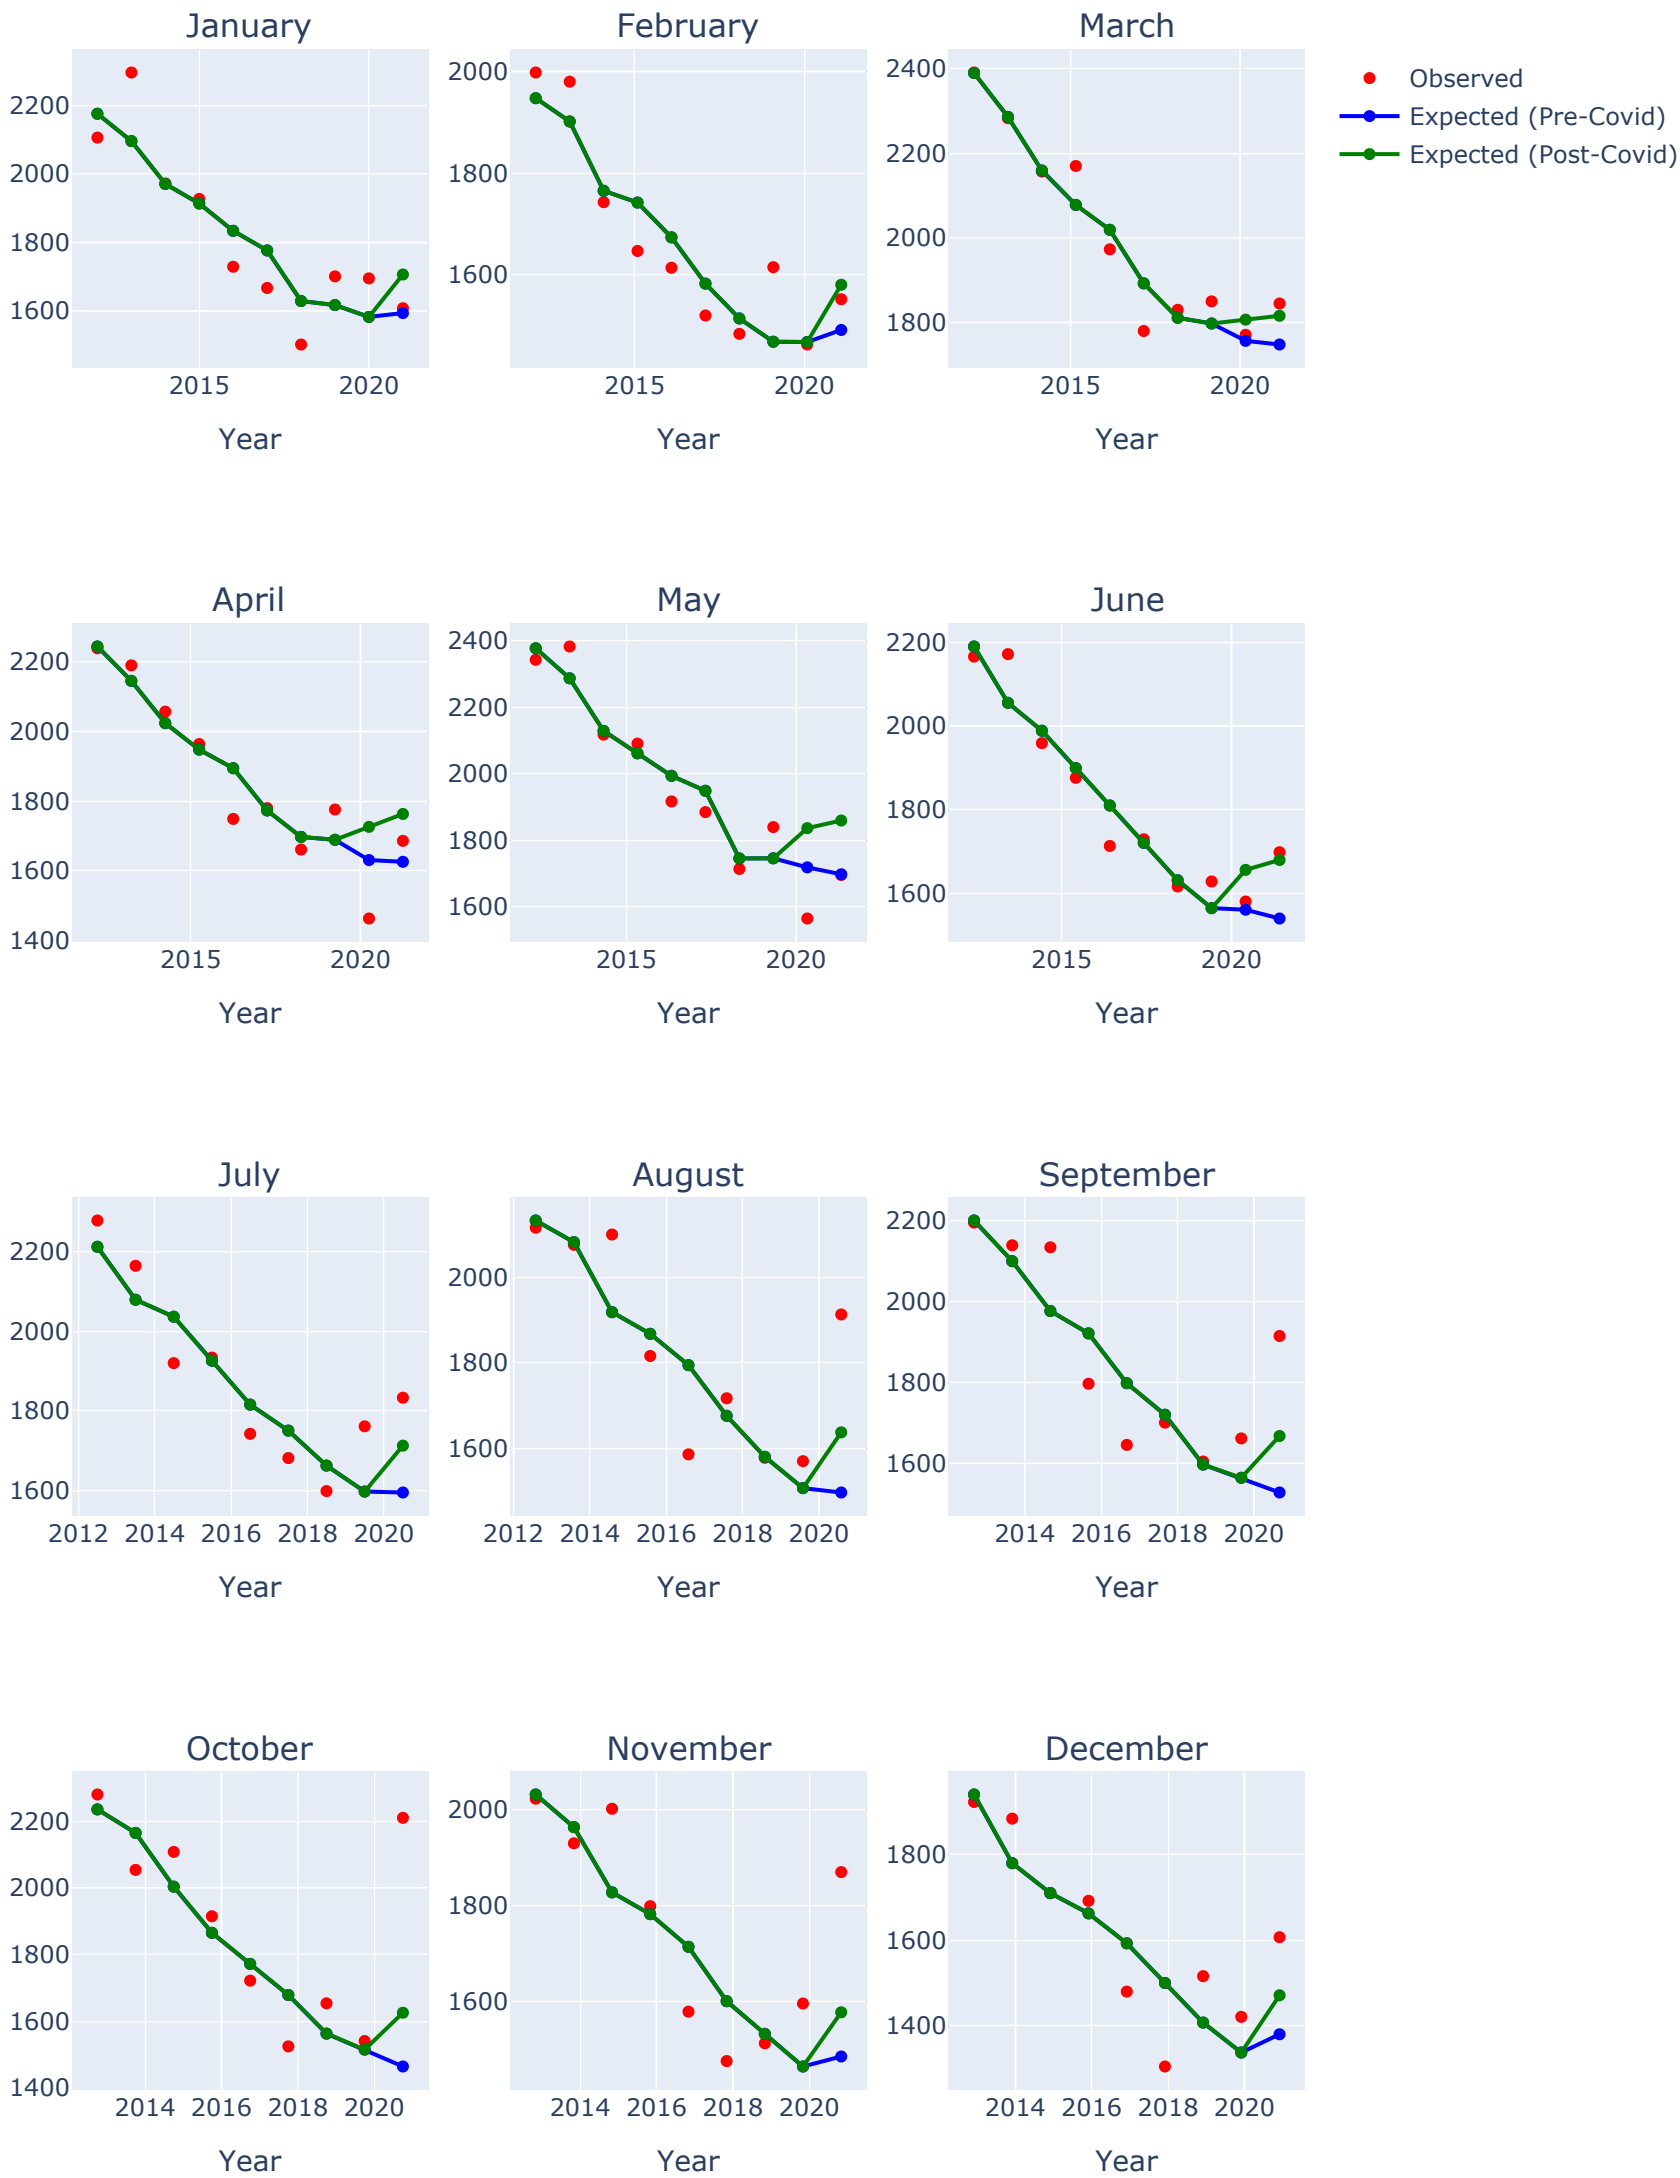 January
February
March
Observed
Expected (Pre-Covid)
Expected (Post-Covid)
2200
2000
1800
1600
2015
2020
Year
2000
1800
1600
2015
2020
Year
2400
2200
2000
1800
2015
2020
Year
April
May
June
2200
2000
1800
1600
1400
2015
2020
Year
2400
2200
2000
1800
1600
2015
2020
Year
2200
2000
1800
1600
2015
2020
Year
July
August
September
2200
2000
1800
1600
2012 2014 2016 2018 2020
Year
2000
1800
1600
2012 2014 2016 2018 2020
Year
2200
2000
1800
1600
2014 2016 2018 2020
Year
October
November
December
2200
2000
1800
1600
1400
2014 2016 2018 2020
Year
2000
1800
1600
2014 2016 2018 2020
Year
1800
1600
1400
2014 2016 2018 2020
Year